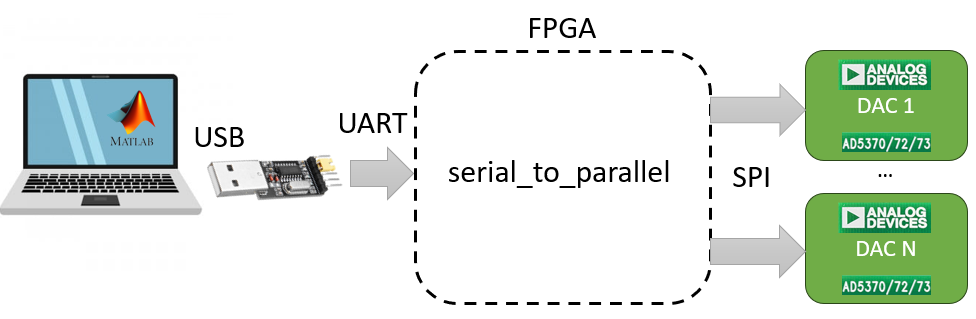 FPGA
MATLAB
USB
UART
serial_to_parallel
SPI
ANALOG
DEVICES
DAC 1
AD5370/72/73
...
ANALOG
DEVICES
DAC N
AD5370/72/73